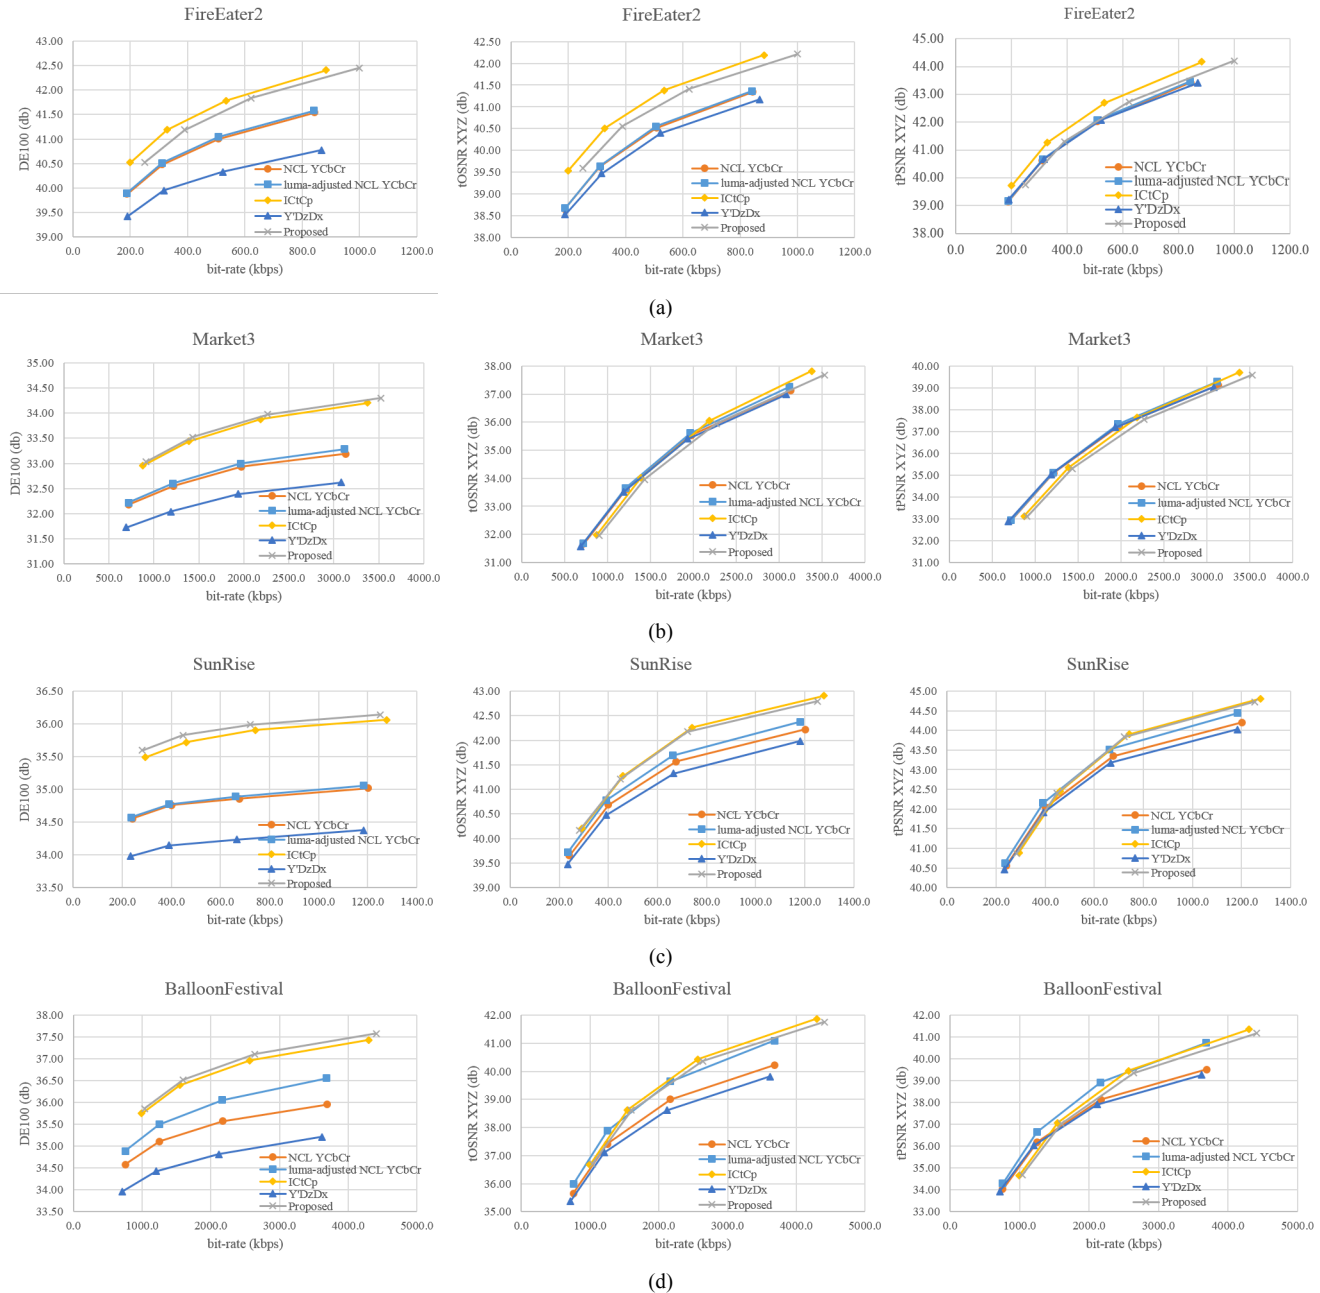 FireEater2
DE100 (db)
43.00
42.50
42.00
41.50
41.00
40.50
40.00
39.50
39.00
0.0 200.0 400.0 600.0 800.0 1000.0 1200.0
bit-rate (kbps)
NCL YCbCr
luma-adjusted NCL YCbCr
ICtCp
Y'DzDx
Proposed
FireEater2
tOSNR XYZ (db)
42.50
42.00
41.50
41.00
40.50
40.00
39.50
39.00
38.50
38.00
0.0 200.0 400.0 600.0 800.0 1000.0 1200.0
bit-rate (kbps)
NCL YCbCr
luma-adjusted NCL YCbCr
ICtCp
Y'DzDx
Proposed
FireEater2
tPSNR XYZ (db)
45.00
44.00
43.00
42.00
41.00
40.00
39.00
38.00
0.0 200.0 400.0 600.0 800.0 1000.0 1200.0
bit-rate (kbps)
NCL YCbCr
luma-adjusted NCL YCbCr
ICtCp
Y'DzDx
Proposed
(a)
Market3
DE100 (db)
35.00
34.50
34.00
33.50
33.00
32.50
32.00
31.50
31.00
0.0 500.0 1000.0 1500.0 2000.0 2500.0 3000.0 3500.0 4000.0
bit-rate (kbps)
NCL YCbCr
luma-adjusted NCL YCbCr
ICtCp
Y'DzDx
Proposed
Market3
tOSNR XYZ (db)
38.00
37.00
36.00
35.00
34.00
33.00
32.00
31.00
0.0 500.0 1000.0 1500.0 2000.0 2500.0 3000.0 3500.0 4000.0
bit-rate (kbps)
NCL YCbCr
luma-adjusted NCL YCbCr
ICtCp
Y'DzDx
Proposed
Market3
tPSNR XYZ (db)
40.00
39.00
38.00
37.00
36.00
35.00
34.00
33.00
32.00
31.00
0.0 500.0 1000.0 1500.0 2000.0 2500.0 3000.0 3500.0 4000.0
bit-rate (kbps)
NCL YCbCr
luma-adjusted NCL YCbCr
ICtCp
Y'DzDx
Proposed
(b)
SunRise
DE100 (db)
36.50
36.00
35.50
35.00
34.50
34.00
33.50
0.0 200.0 400.0 600.0 800.0 1000.0 1200.0 1400.0
bit-rate (kbps)
NCL YCbCr
luma-adjusted NCL YCbCr
ICtCp
Y'DzDx
Proposed
SunRise
tOSNR XYZ (db)
43.00
42.50
42.00
41.50
41.00
40.50
40.00
39.50
39.00
0.0 200.0 400.0 600.0 800.0 1000.0 1200.0 1400.0
bit-rate (kbps)
NCL YCbCr
luma-adjusted NCL YCbCr
ICtCp
Y'DzDx
Proposed
SunRise
tPSNR XYZ (db)
45.00
44.50
44.00
43.50
43.00
42.50
42.00
41.50
41.00
40.50
40.00
0.0 200.0 400.0 600.0 800.0 1000.0 1200.0 1400.0
bit-rate (kbps)
NCL YCbCr
luma-adjusted NCL YCbCr
ICtCp
Y'DzDx
Proposed
(c)
BalloonFestival
DE100 (db)
38.00
37.50
37.00
36.50
36.00
35.50
35.00
34.50
34.00
33.50
0.0 1000.0 2000.0 3000.0 4000.0 5000.0
bit-rate (kbps)
NCL YCbCr
luma-adjusted NCL YCbCr
ICtCp
Y'DzDx
Proposed
BalloonFestival
tOSNR XYZ (db)
42.00
41.00
40.00
39.00
38.00
37.00
36.00
35.00
0.0 1000.0 2000.0 3000.0 4000.0 5000.0
bit-rate (kbps)
NCL YCbCr
luma-adjusted NCL YCbCr
ICtCp
Y'DzDx
Proposed
BalloonFestival
tPSNR XYZ (db)
42.00
41.00
40.00
39.00
38.00
37.00
36.00
35.00
34.00
33.00
0.0 1000.0 2000.0 3000.0 4000.0 5000.0
bit-rate (kbps)
NCL YCbCr
luma-adjusted NCL YCbCr
ICtCp
Y'DzDx
Proposed
(d)